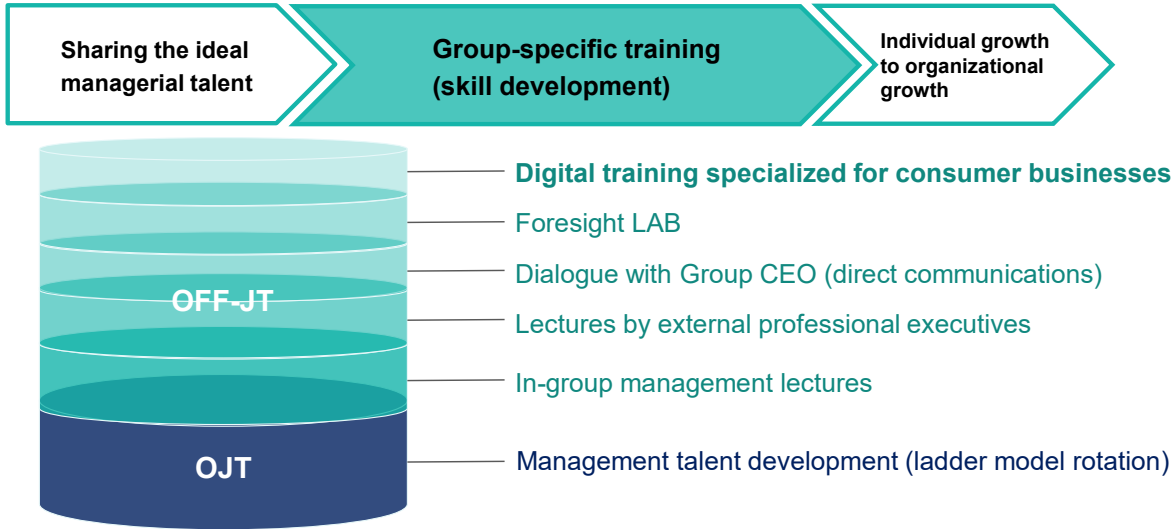 Sharing the ideal
managerial talent
Group-specific training
(skill development)
Individual growth
to organizational
growth
Digital training specialized for consumer businesses
Foresight LAB
Dialogue with Group CEO (direct communications)
OFF-JT
Lectures by external professional executives
In-group management lectures
OJT
Management talent development (ladder model rotation)